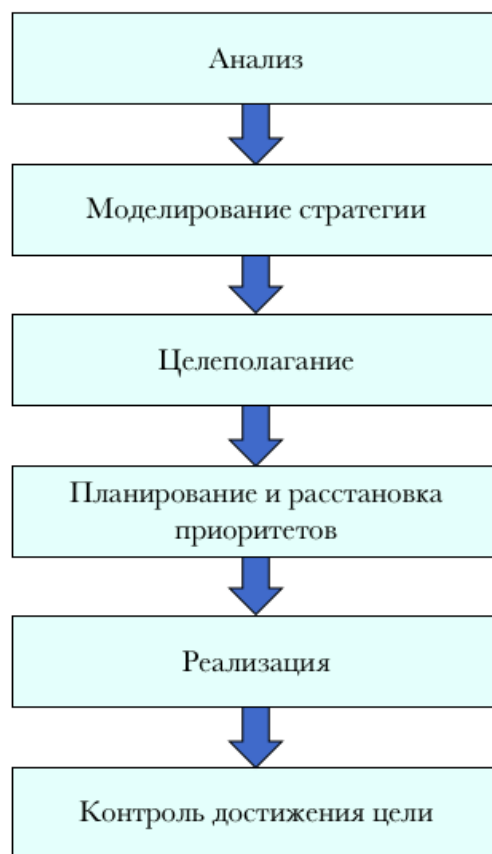 Анализ
Моделирование стратегии
Целеполагание
Планирование и расстановка
приоритетов
Реализация
Контроль достижения цели